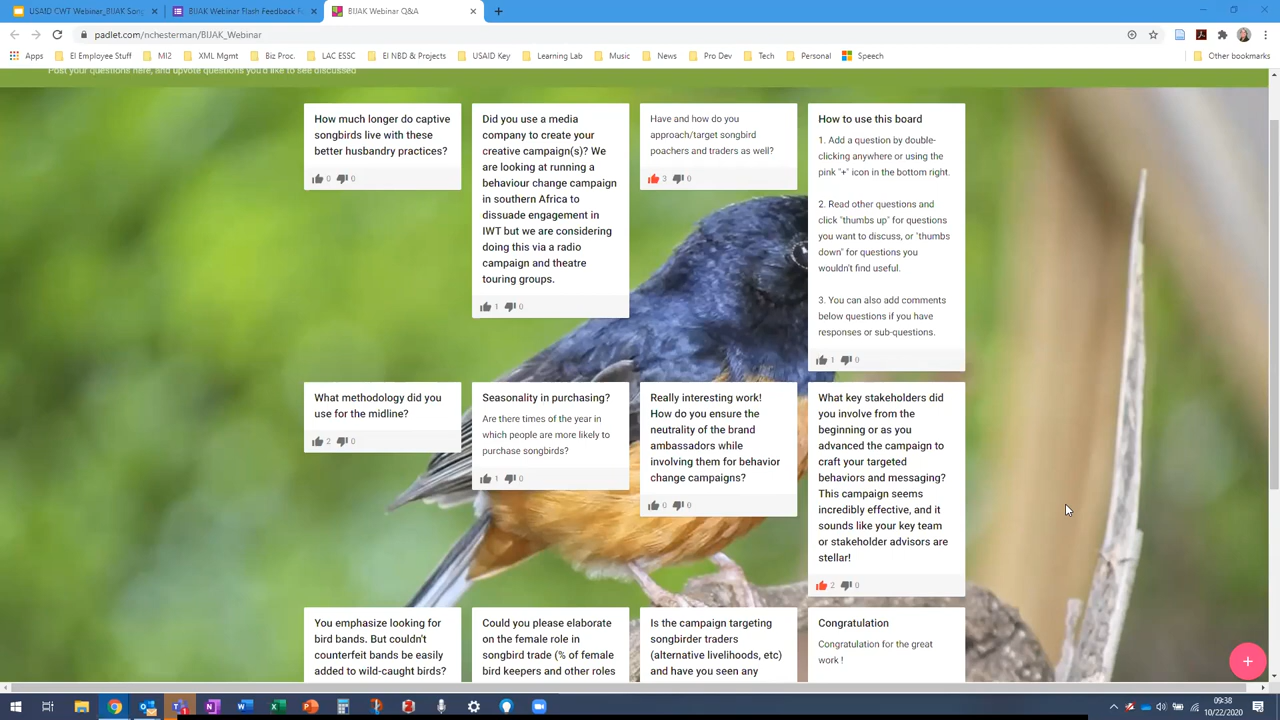 USAID CWT Webinar_BIJAK Song
BIJAK Webinar Flash Feedback F
BIJAK Webinar Q&A
padlet.com/nchesterman/BIJAK_Webinar
Apps
EI Employee Stuff
MI2
XML Mgmt
Biz Proc.
LAC ESSC
EI NBD & Projects
USAID Key
Learning Lab
Music
News
Pro Dev
Tech
Personal
Speech
Other bookmarks
Post your questions here, and upvote questions you'd like to see discussed
How much longer do captive
songbirds live with these
better husbandry practices?
0 0
Did you use a media
company to create your
creative campaign(s)? We
are looking at running a
behaviour change campaign
in southern Africa to
dissuade engagement in
IWT but we are considering
doing this via a radio
campaign and theatre
touring groups.
1 0
Have and how do you
approach/target songbird
poachers and traders as well?
3 0
How to use this board
1. Add a question by double-
clicking anywhere or using the
pink "+" icon in the bottom right.
2. Read other questions and
click "thumbs up" for questions
you want to discuss, or "thumbs
down" for questions you
wouldn't find useful.
3. You can also add comments
below questions if you have
responses or sub-questions.
1 0
What methodology did you
use for the midline?
2 0
Seasonality in purchasing?
Are there times of the year in
which people are more likely to
purchase songbirds?
1 0
Really interesting work!
How do you ensure the
neutrality of the brand
ambassadors while
involving them for behavior
change campaigns?
0 0
What key stakeholders did
you involve from the
beginning or as you
advanced the campaign to
craft your targeted
behaviors and messaging?
This campaign seems
incredibly effective, and it
sounds like your key team
or stakeholder advisors are
stellar!
2 0
You emphasize looking for
bird bands. But couldn't
counterfeit bands be easily
added to wild-caught birds?
Could you please elaborate
on the female role in
songbird trade (% of female
bird keepers and other roles
Is the campaign targeting
songbirder traders
(alternative livelihoods, etc)
and have you seen any
Congratulation
Congratulation for the great
work !
09:38
10/22/2020